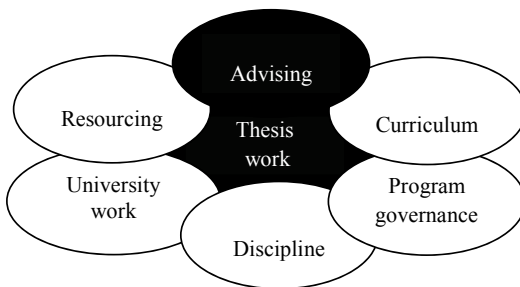 Advising
Resourcing
Curriculum
Thesis
work
University
work
Program
governance
Discipline